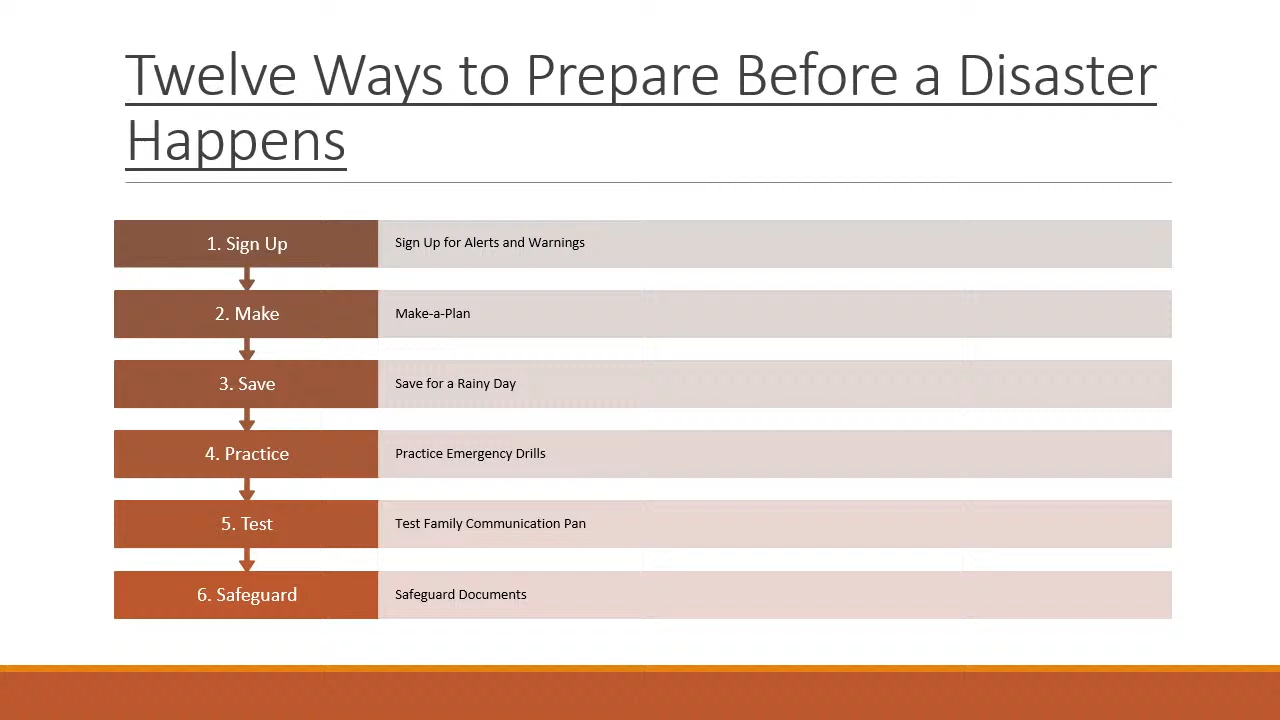 Twelve Ways to Prepare Before a Disaster
Happens
1. Sign Up
Sign Up for Alerts and Warnings
2. Make
Make-a-Plan
3. Save
Save for a Rainy Day
4. Practice
Practice Emergency Drills
5. Test
Test Family Communication Pan
6. Safeguard
Safeguard Documents